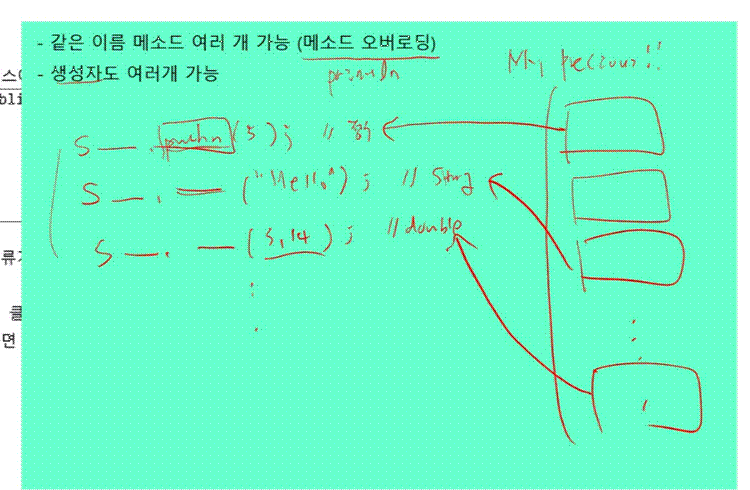 - 같은 이름 메소드 여러 개 가능 (메소드 오버로딩)
println
My precious!!
- 생성자도 여러개 가능
S —. println (5); // 정수
S —. — ("Hello"); // String
S —. — (3.14); // double
스
bli
류
클
면